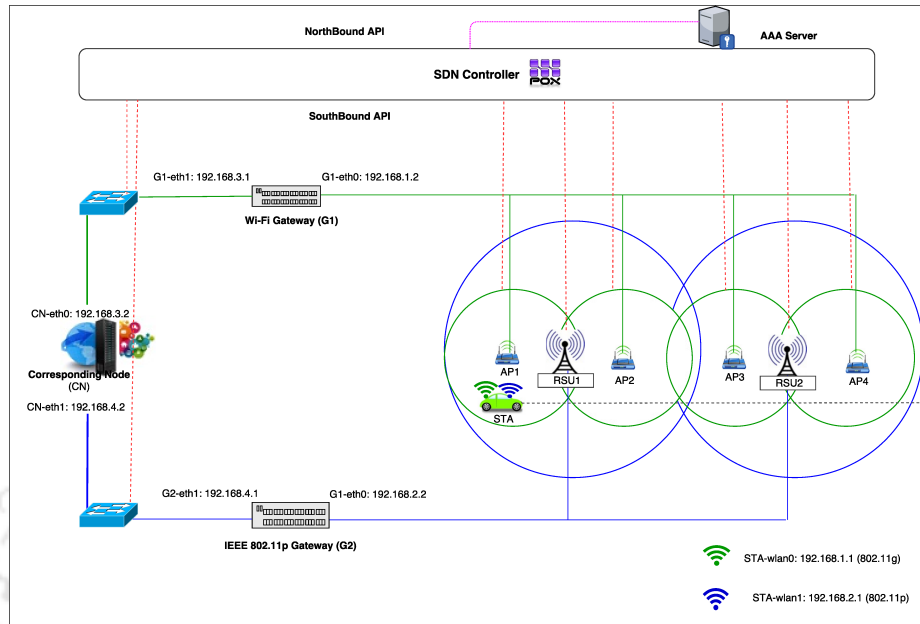 NorthBound API
AAA Server
SDN Controller
POX
SouthBound API
G1-eth1: 192.168.3.1
G1-eth0: 192.168.1.2
Wi-Fi Gateway (G1)
CN-eth0: 192.168.3.2
Corresponding Node
(CN)
CN-eth1: 192.168.4.2
AP1
RSU1
AP2
AP3
RSU2
AP4
STA
G2-eth1: 192.168.4.1
G1-eth0: 192.168.2.2
IEEE 802.11p Gateway (G2)
STA-wlan0: 192.168.1.1 (802.11g)
STA-wlan1: 192.168.2.1 (802.11p)